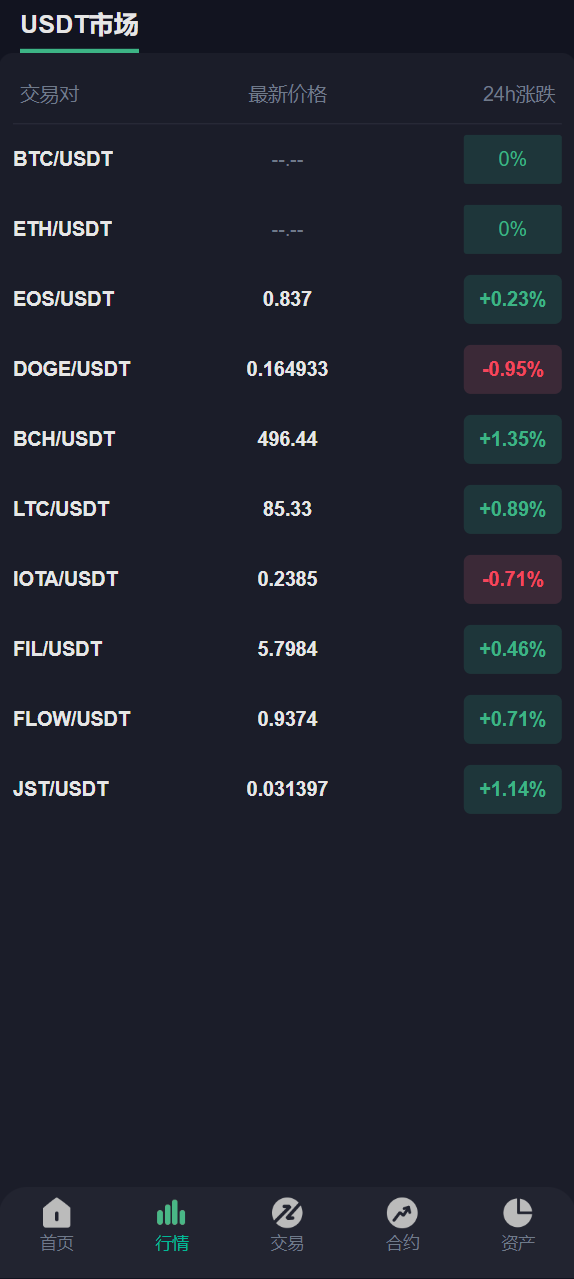 USDT市场
交易对 最新价格 24h涨跌
BTC/USDT --.-- 0%
ETH/USDT --.-- 0%
EOS/USDT 0.837 +0.23%
DOGE/USDT 0.164933 -0.95%
BCH/USDT 496.44 +1.35%
LTC/USDT 85.33 +0.89%
IOTA/USDT 0.2385 -0.71%
FIL/USDT 5.7984 +0.46%
FLOW/USDT 0.9374 +0.71%
JST/USDT 0.031397 +1.14%
首页 行情 交易 合约 资产